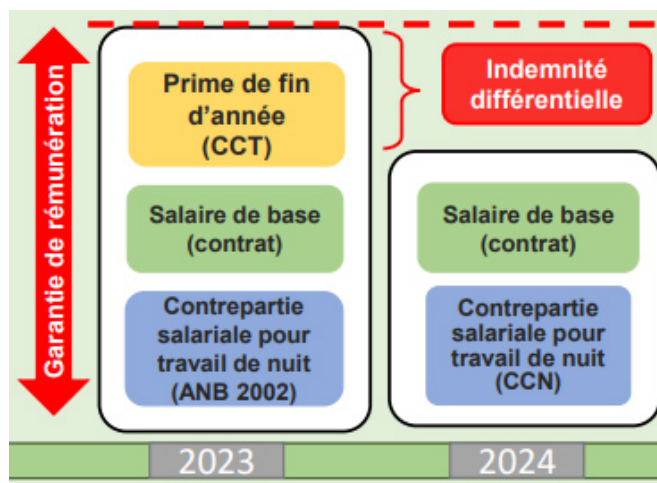 Garantie de rémunération
Prime de fin
d’année
(CCT)
Salaire de base
(contrat)
Contrepartie
salariale pour
travail de nuit
(ANB 2002)
2023
Indemnité
différentielle
Salaire de base
(contrat)
Contrepartie
salariale pour
travail de nuit
(CCN)
2024